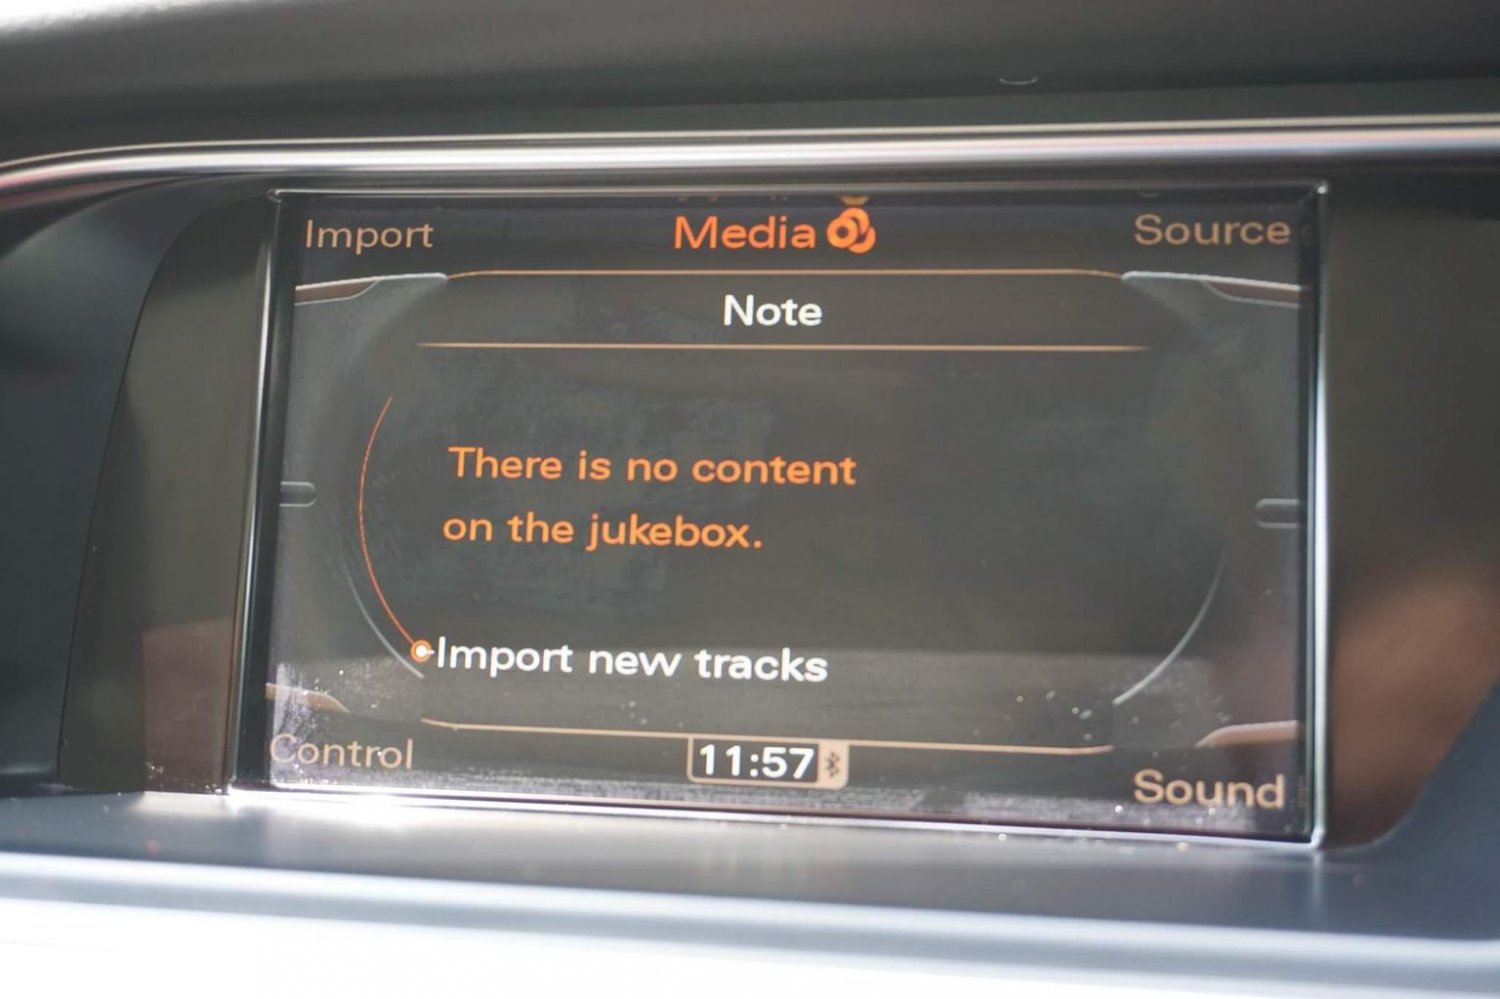 Import
Media
Source
Note
There is no content
on the jukebox.
Import new tracks
Control
11:57
Sound